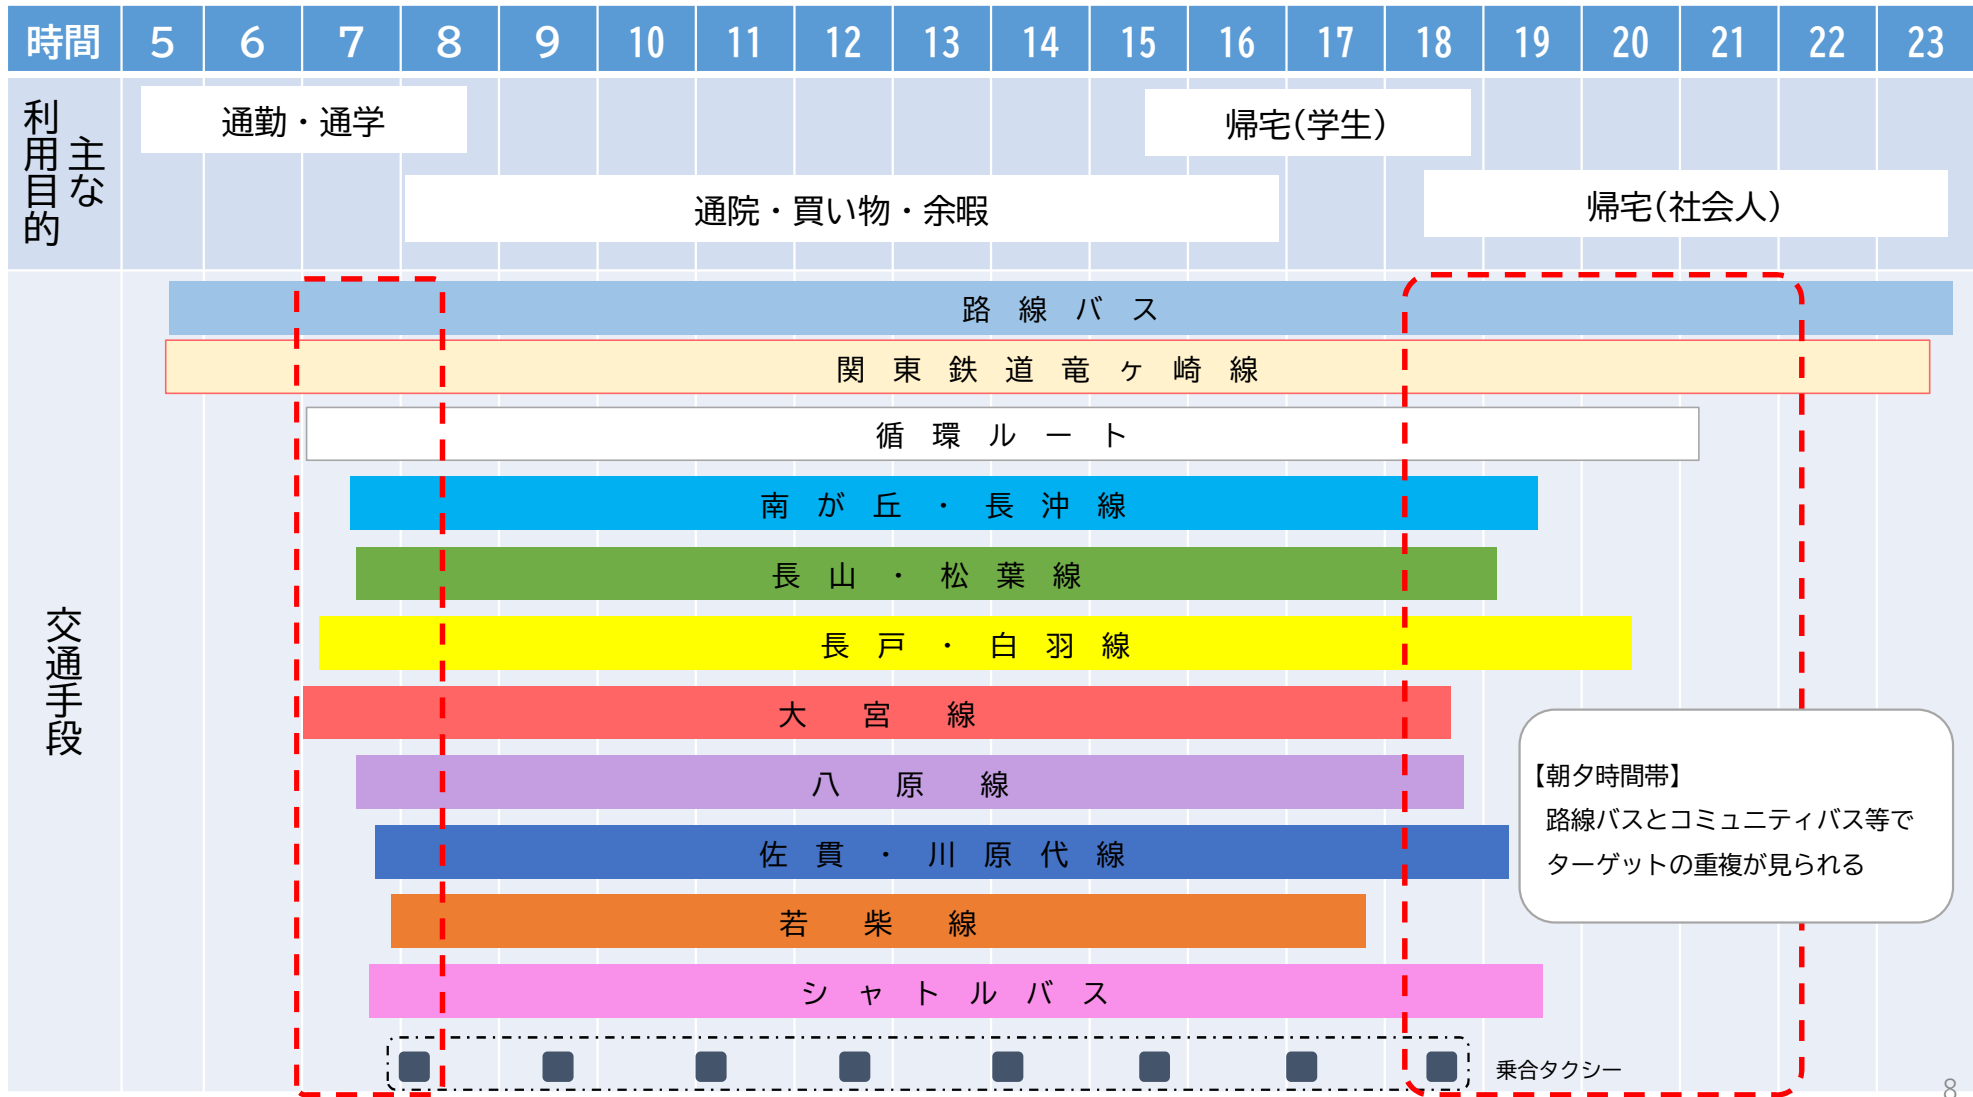 時間 5 6 7 8 9 10 11 12 13 14 15 16 17 18 19 20 21 22 23
主な
利用目的
通勤・通学
帰宅(学生)
通院・買い物・余暇
帰宅(社会人)
交通手段
路線バス
関東鉄道竜ヶ崎線
循環ルート
南が丘・長沖線
長山・松葉線
長戸・白羽線
大宮線
八原線
佐貫・川原代線
若柴線
シャトルバス
乗合タクシー
【朝夕時間帯】
路線バスとコミュニティバス等で
ターゲットの重複が見られる
8